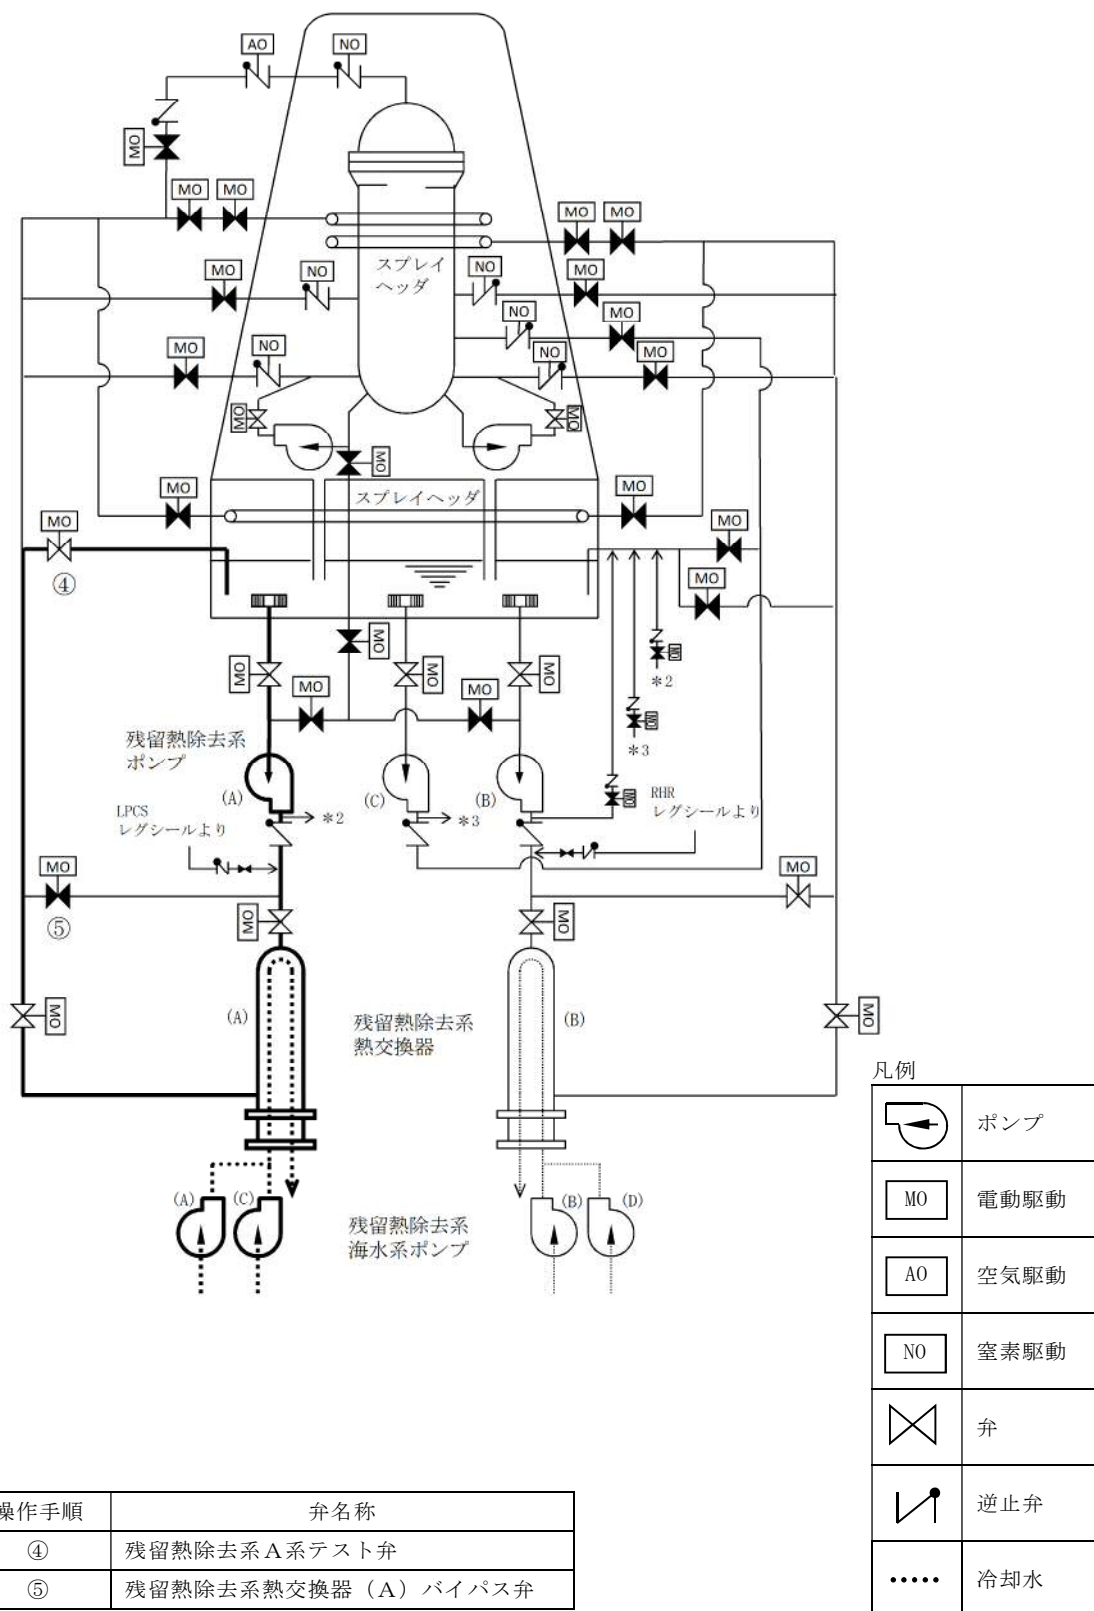 AO
NO
MO
MO
MO
MO
MO
スプレイ
ヘッダ
MO
NO
NO
MO
NO
MO
MO
NO
NO
MO
MO
MO
MO
MO
スプレイヘッダ
MO
MO
MO
④
MO
MO
MO
MO
MO
MO
＊2
MO
MO
MO
＊3
残留熱除去系
ポンプ
(A)
(C)
(B)
MO
RHR
レグシールより
LPCS
レグシールより
＊2
＊3
MO
MO
⑤
MO
MO
MO
(A)
残留熱除去系
熱交換器
(B)
MO
(A)
(C)
残留熱除去系
海水系ポンプ
(B)
(D)
凡例
ポンプ
MO 電動駆動
AO 空気駆動
NO 窒素駆動
弁
逆止弁
冷却水
操作手順 弁名称
④ 残留熱除去系Ａ系テスト弁
⑤ 残留熱除去系熱交換器（Ａ）バイパス弁